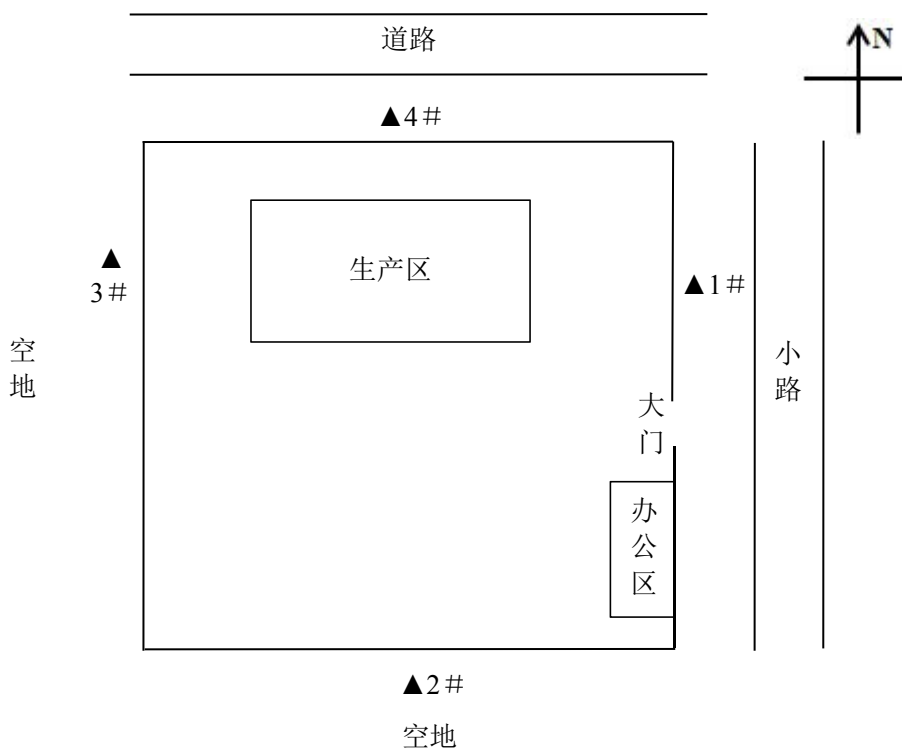 道路
N
▲4＃
生产区
▲
3＃
▲1＃
空
地
小
路
大
门
办
公
区
▲2＃
空地